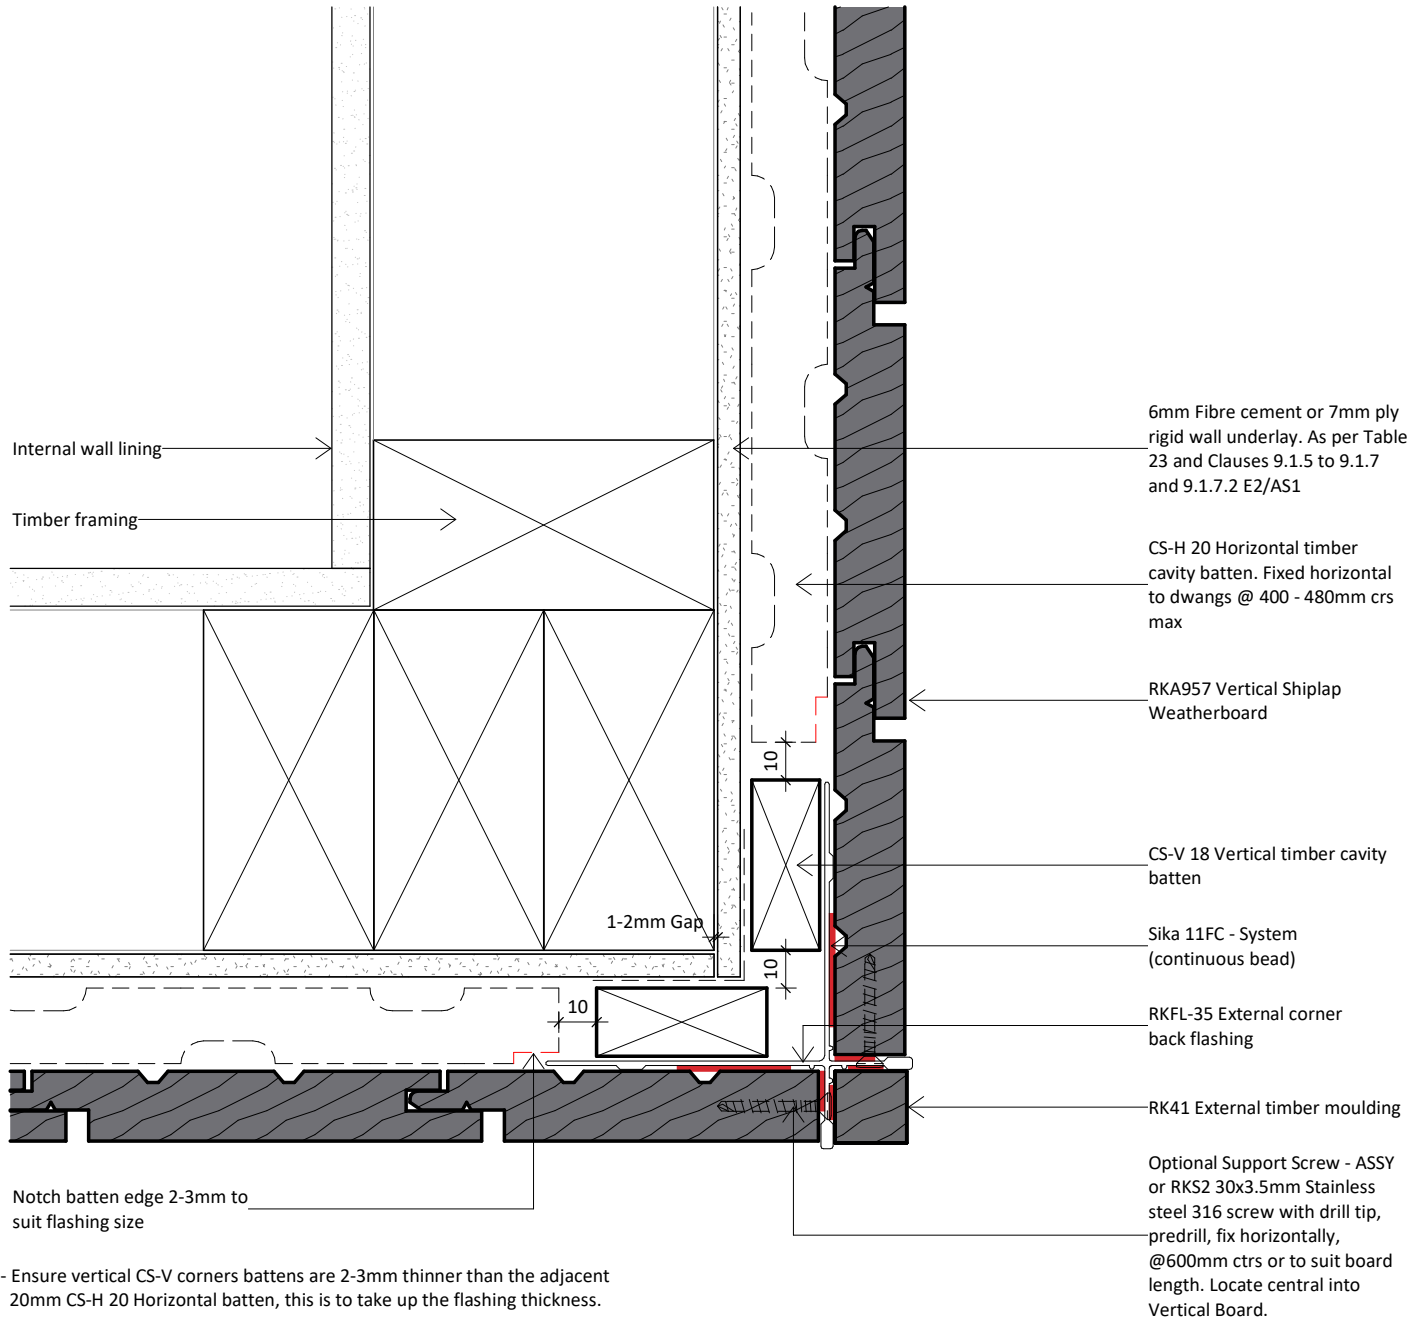 Internal wall lining
Timber framing
6mm Fibre cement or 7mm ply
rigid wall underlay. As per Table
23 and Clauses 9.1.5 to 9.1.7
and 9.1.7.2 E2/AS1
CS-H 20 Horizontal timber
cavity batten. Fixed horizontal
to dwangs @ 400 - 480mm crs
max
RKA957 Vertical Shiplap
Weatherboard
10
CS-V 18 Vertical timber cavity
batten
1-2mm Gap
Sika 11FC - System
(continuous bead)
10
10
RKFL-35 External corner
back flashing
RK41 External timber moulding
Optional Support Screw - ASSY
or RKS2 30x3.5mm Stainless
steel 316 screw with drill tip,
predrill, fix horizontally,
@600mm ctrs or to suit board
length. Locate central into
Vertical Board.
Notch batten edge 2-3mm to
suit flashing size
- Ensure vertical CS-V corners battens are 2-3mm thinner than the adjacent
20mm CS-H 20 Horizontal batten, this is to take up the flashing thickness.